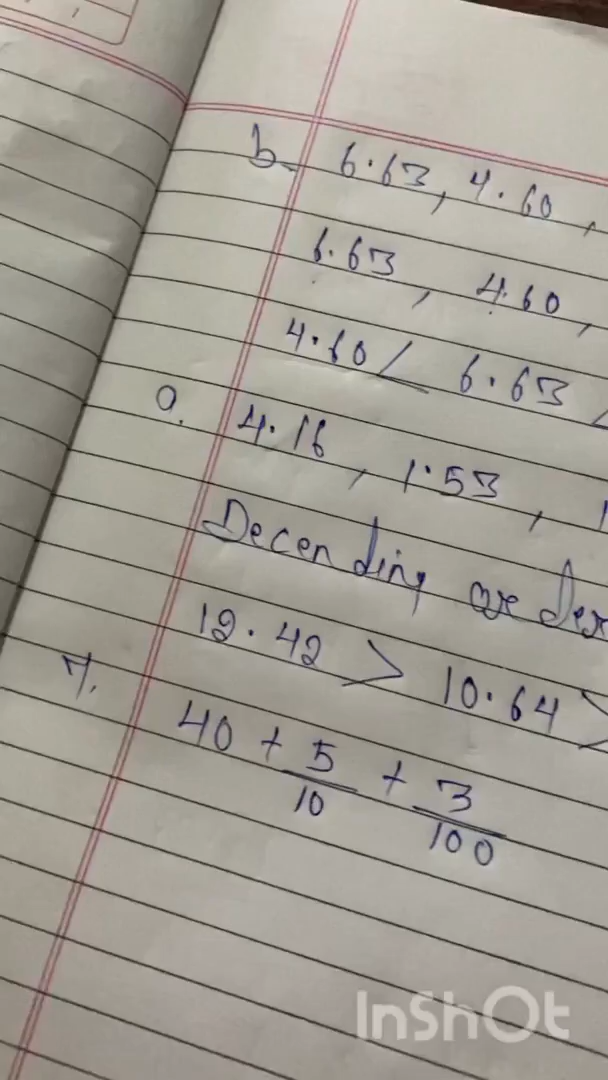 b. 6.63, 4.60,
6.63, 4.60,
4.60 < 6.63
a. 4.16, 1.53, 1
Decending
12.42 > 10.64 >
7. 40 + 5/10 + 3/100
InShOt